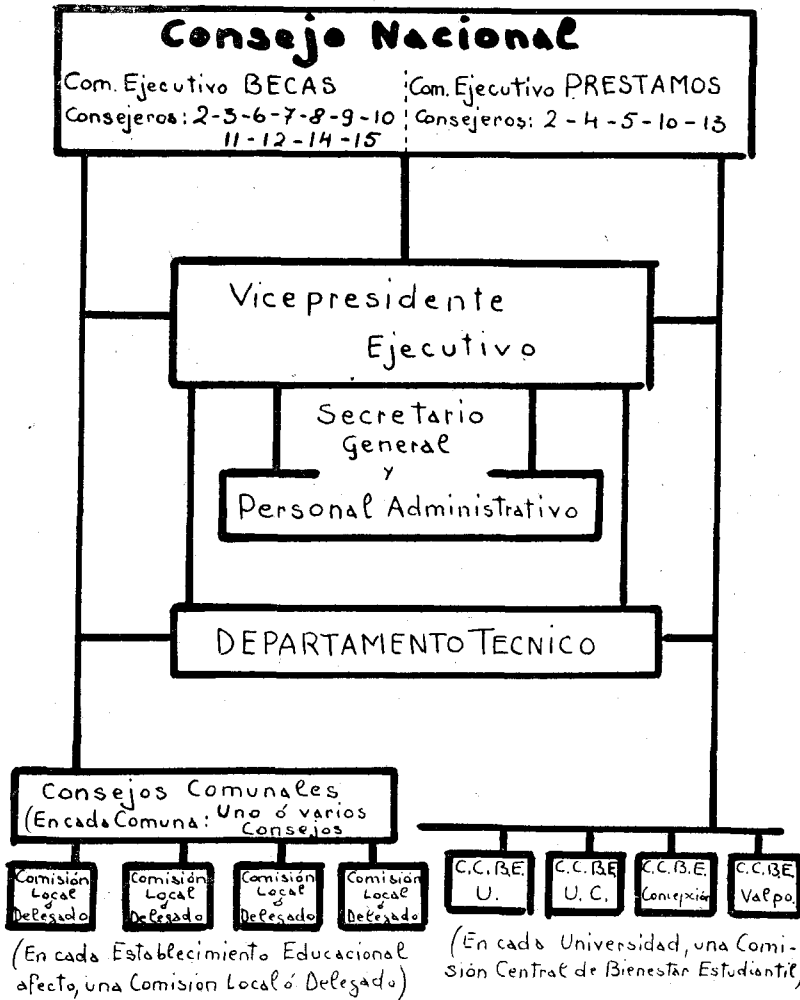 Consejo Nacional
Com. Ejecutivo BECAS
Consejeros: 2-3-6-7-8-9-10
11-12-14-15
Com. Ejecutivo PRESTAMOS
Consejeros: 2-4-5-10-13
Vicepresidente
Ejecutivo
Secretario
General
y
Personal Administrativo
DEPARTAMENTO TECNICO
Consejos Comunales
(En cada Comuna: Uno ó varios
Consejos
Comisión
Local
ó
Delegado
Comisión
Local
ó
Delegado
Comisión
Local
ó
Delegado
Comisión
Local
ó
Delegado
(En cada Establecimiento Educacional
afecto, una Comision Local ó Delegado)
C.C.B.E.
U.
C.C.B.E
U.C.
C.C.B.E.
Concepción
C.C.B.E.
Valpo.
(En cada Universidad, una Comi-
sión Central de Bienestar Estudiantil)